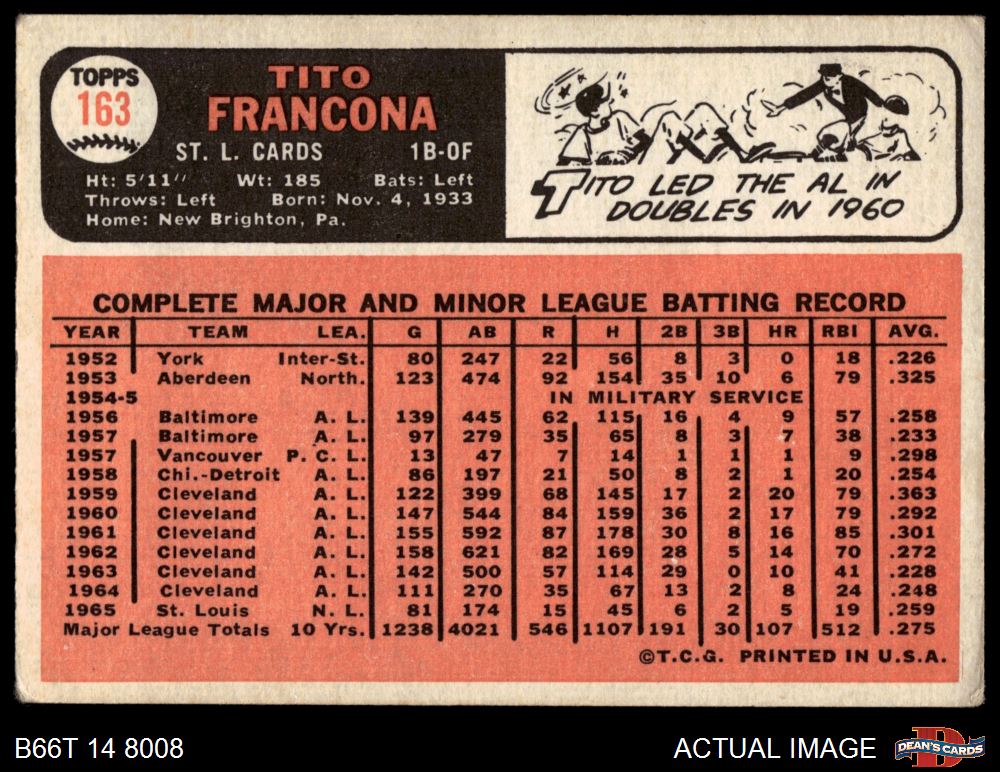 TOPPS
163
TITO
FRANCONA
ST. L. CARDS 1B-OF
Ht: 5'11" Wt: 185 Bats: Left
Throws: Left Born: Nov. 4, 1933
Home: New Brighton, Pa.
TITO LED THE AL IN
DOUBLES IN 1960
COMPLETE MAJOR AND MINOR LEAGUE BATTING RECORD
YEAR TEAM LEA. G AB R H 2B 3B HR RBI AVG.
1952 York Inter-St. 80 247 22 56 8 3 0 18 .226
1953 Aberdeen North. 123 474 92 154 35 10 6 79 .325
1954-5 IN MILITARY SERVICE
1956 Baltimore A. L. 139 445 62 115 16 4 9 57 .258
1957 Baltimore A. L. 97 279 35 65 8 3 7 38 .233
1957 Vancouver P. C. L. 13 47 7 14 1 1 1 9 .298
1958 Chi.-Detroit A. L. 86 197 21 50 8 2 1 20 .254
1959 Cleveland A. L. 122 399 68 145 17 2 20 79 .363
1960 Cleveland A. L. 147 544 84 159 36 2 17 79 .292
1961 Cleveland A. L. 155 592 87 178 30 8 16 85 .301
1962 Cleveland A. L. 158 621 82 169 28 5 14 70 .272
1963 Cleveland A. L. 142 500 57 114 29 0 10 41 .228
1964 Cleveland A. L. 111 270 35 67 13 2 8 24 .248
1965 St. Louis N. L. 81 174 15 45 6 2 5 19 .259
Major League Totals 10 Yrs. 1238 4021 546 1107 191 30 107 512 .275
©T.C.G. PRINTED IN U.S.A.
B66T 14 8008 ACTUAL IMAGE DEAN'S CARDS